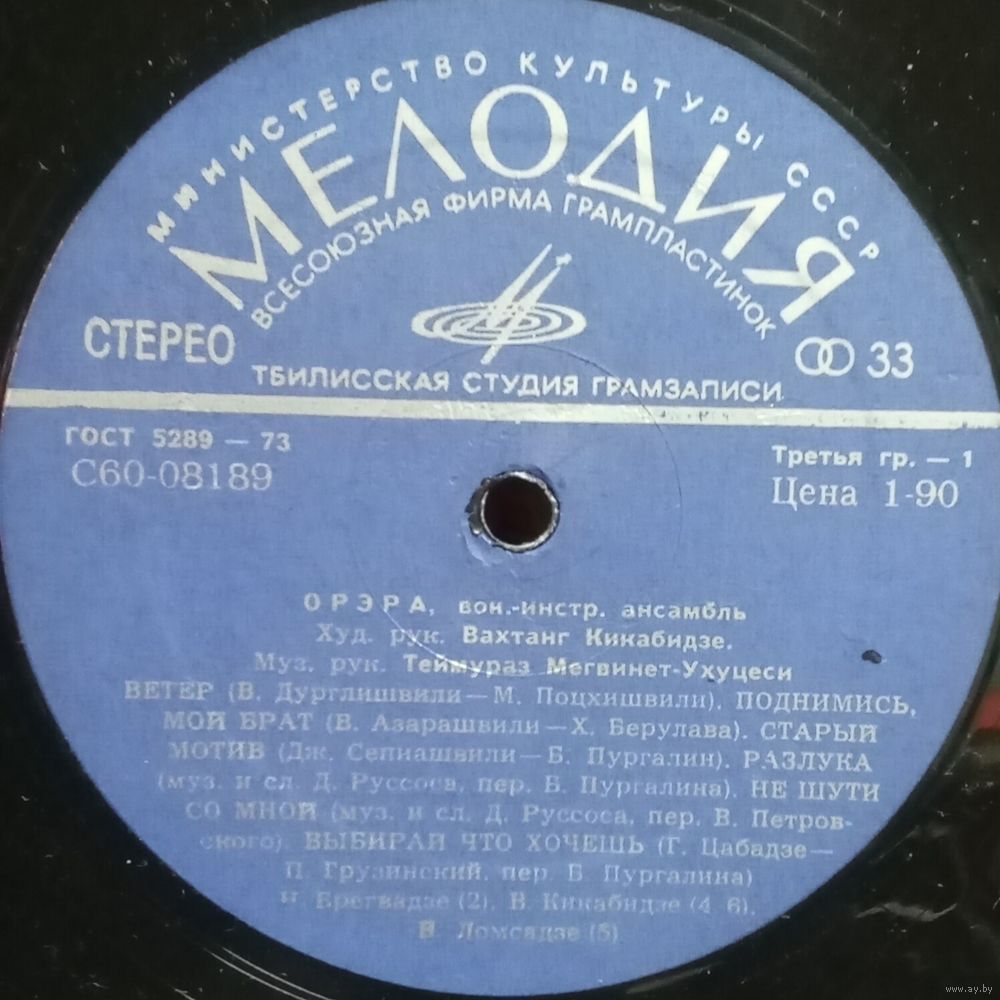 МИНИСТЕРСТВО КУЛЬТУРЫ СССР
МЕЛОДИЯ
ВСЕСОЮЗНАЯ ФИРМА ГРАМПЛАСТИНОК
СТЕРЕО
33
ТБИЛИССКАЯ СТУДИЯ ГРАМЗАПИСИ
ГОСТ 5289 — 73
С60-08189
Третья гр. — 1
Цена 1-90
ОРЭРА, вок.-инстр. ансамбль
Худ. рук. Вахтанг Кикабидзе.
Муз. рук. Теймураз Мегвинет-Ухуцеси
ВЕТЕР (В. Дурглишвили — М. Поцхишвили). ПОДНИМИСЬ,
МОЙ БРАТ (В. Азарашвили — Х. Берулава). СТАРЫЙ
МОТИВ (Дж. Сепиашвили — Б. Пургалин). РАЗЛУКА
(муз. и сл. Д. Руссоса, пер. Б. Пургалина). НЕ ШУТИ
СО МНОЙ (муз. и сл. Д. Руссоса, пер. В. Петров-
ского). ВЫБИРАЙ ЧТО ХОЧЕШЬ (Г. Цабадзе —
П. Грузинский, пер. Б. Пургалина)
Н. Брегвадзе (2), В. Кикабидзе (4, 6),
В. Ломсадзе (5)
www.ay.by